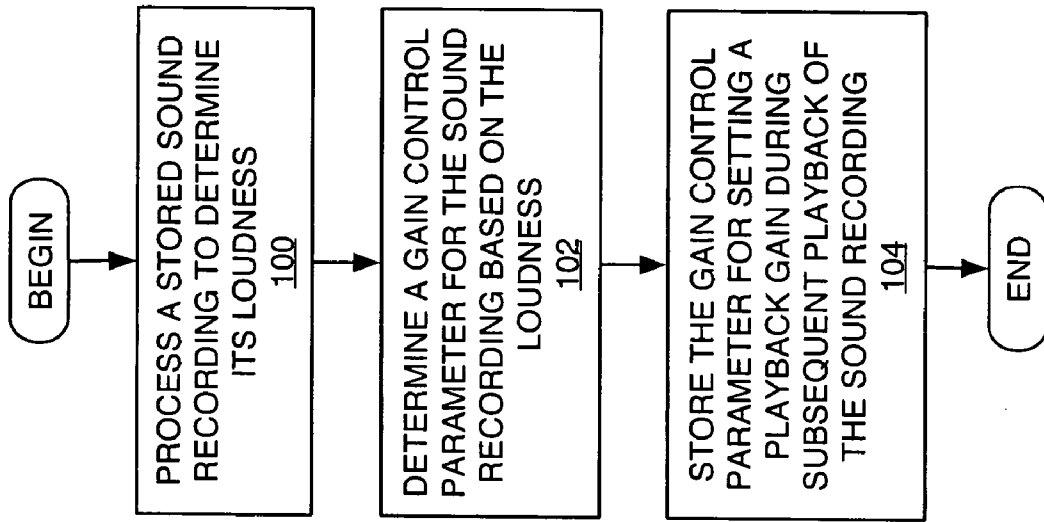 BEGIN
PROCESS A STORED SOUND
RECORDING TO DETERMINE
ITS LOUDNESS
100
DETERMINE A GAIN CONTROL
PARAMETER FOR THE SOUND
RECORDING BASED ON THE
LOUDNESS
102
STORE THE GAIN CONTROL
PARAMETER FOR SETTING A
PLAYBACK GAIN DURING
SUBSEQUENT PLAYBACK OF
THE SOUND RECORDING
104
END